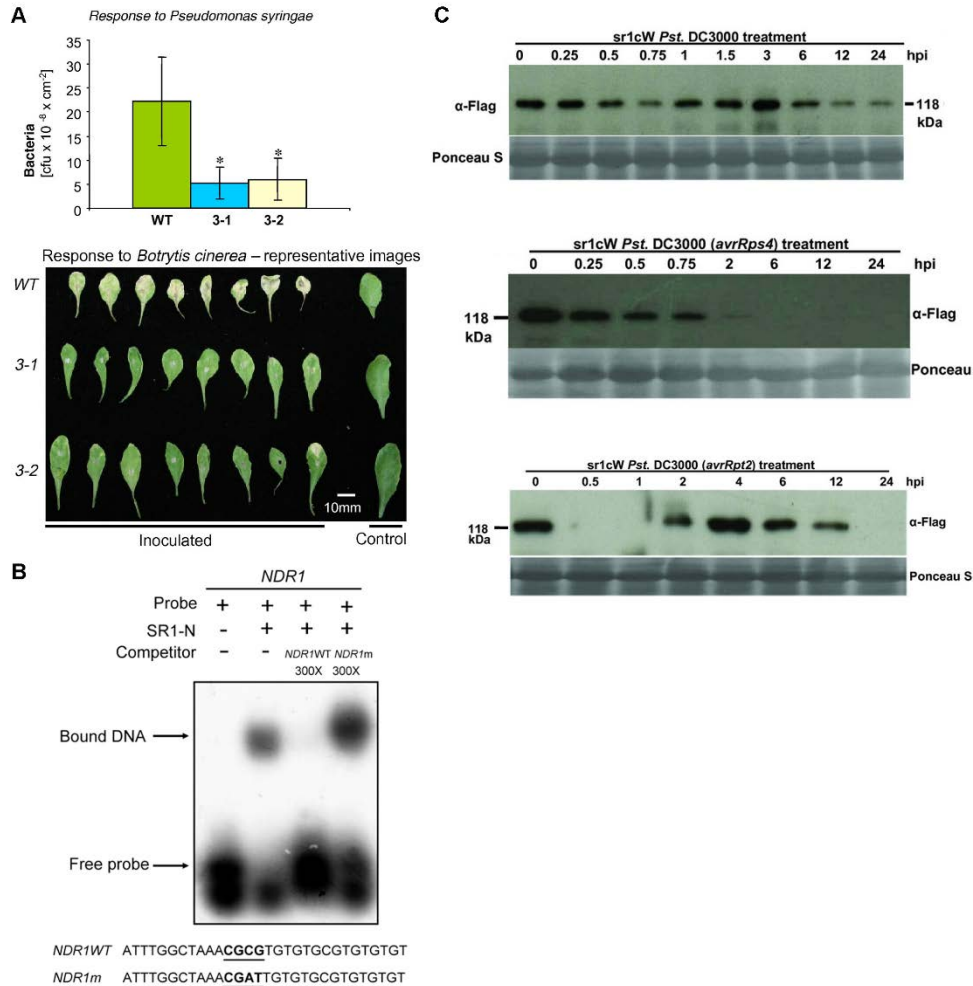 A
Response to Pseudomonas syringae
Bacteria
[cfu x 10 -8 x cm-2]
35
30
25
20
15
10
5
0
*
*
WT
3-1
3-2
Response to Botrytis cinerea – representative images
WT
3-1
3-2
10mm
Inoculated
Control
B
NDR1
Probe + + + +
SR1-N - + + +
Competitor - - NDR1WT NDR1m
300X 300X
Bound DNA
Free probe
NDR1WT ATTTGGCTAAACGCGTGTGTGCGTGTGTGT
NDR1m ATTTGGCTAAACGATTGTGTGCGTGTGTGT
C
sr1cW Pst. DC3000 treatment
0 0.25 0.5 0.75 1 1.5 3 6 12 24 hpi
α-Flag
118
kDa
Ponceau S
sr1cW Pst. DC3000 (avrRps4) treatment
0 0.25 0.5 0.75 2 6 12 24 hpi
118
kDa
α-Flag
Ponceau
sr1cW Pst. DC3000 (avrRpt2) treatment
0 0.5 1 2 4 6 12 24 hpi
118
kDa
α-Flag
Ponceau S